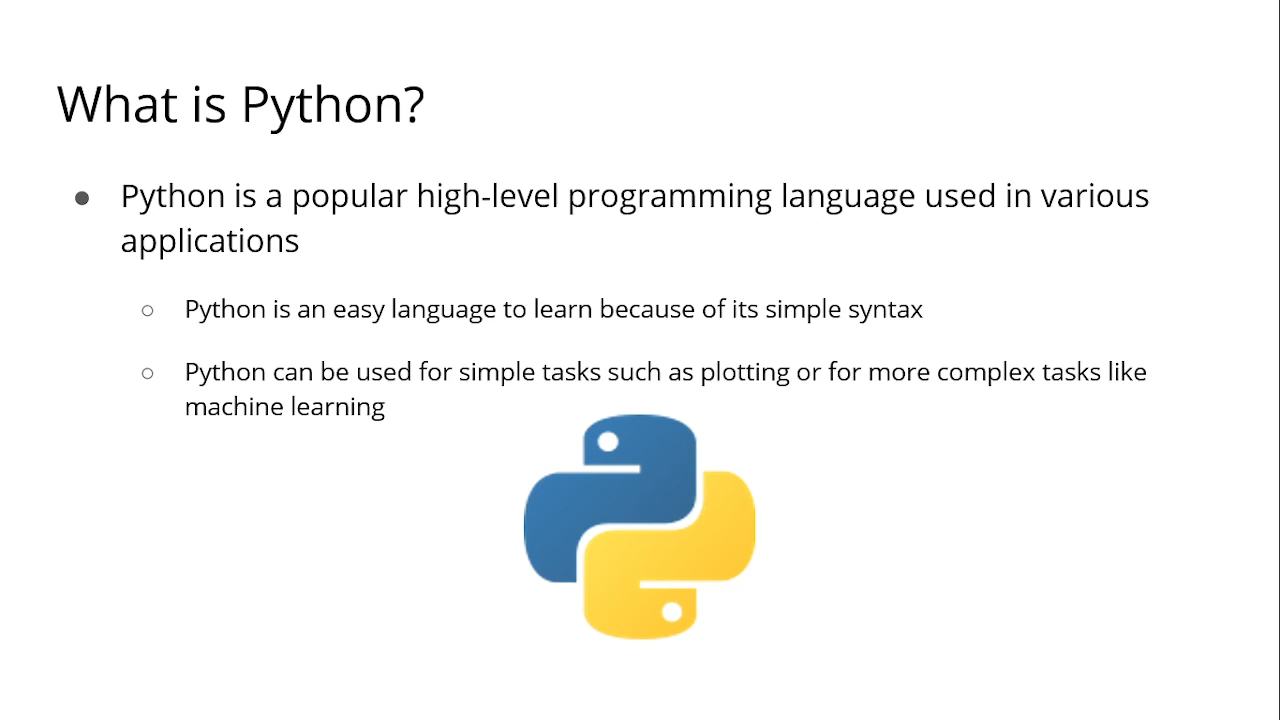 What is Python?
● Python is a popular high-level programming language used in various
applications
○ Python is an easy language to learn because of its simple syntax
○ Python can be used for simple tasks such as plotting or for more complex tasks like
machine learning